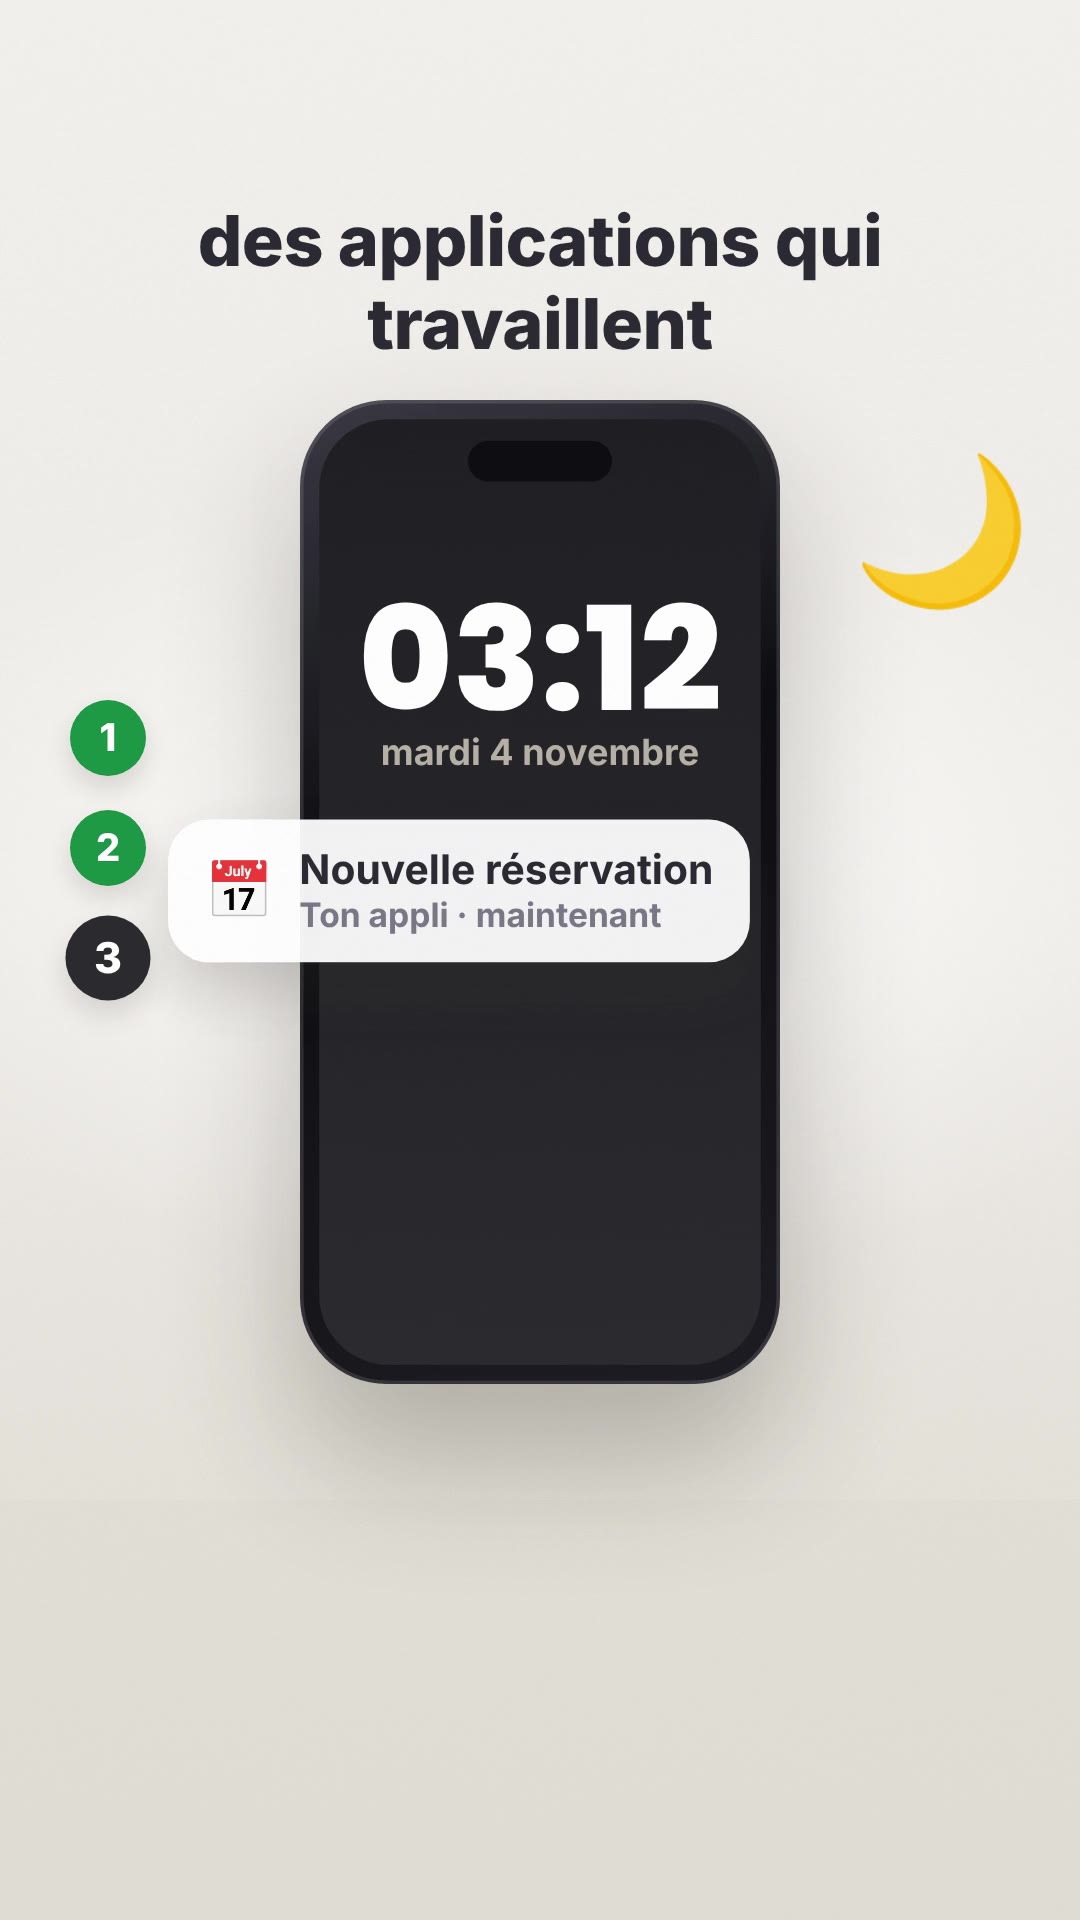 des applications qui
travaillent
03:12
mardi 4 novembre
1
2
3
July
17
Nouvelle réservation
Ton appli · maintenant